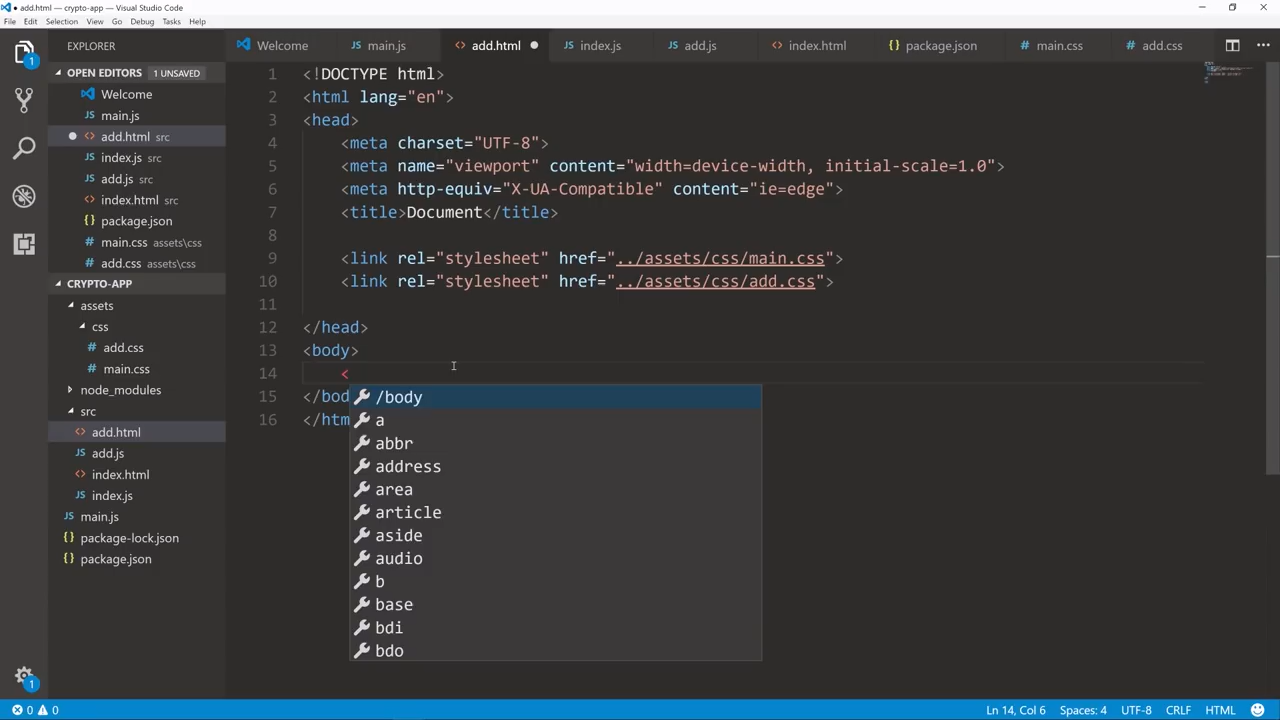 add.html - crypto-app - Visual Studio Code
File Edit Selection View Go Debug Tasks Help
EXPLORER
Welcome
main.js
add.html
index.js
add.js
index.html
package.json
main.css
add.css
OPEN EDITORS 1 UNSAVED
Welcome
main.js
add.html src
index.js src
add.js src
index.html src
package.json
main.css assets\css
add.css assets\css
CRYPTO-APP
assets
css
add.css
main.css
node_modules
src
add.html
add.js
index.html
index.js
main.js
package-lock.json
package.json
1
1
1 <!DOCTYPE html>
2 <html lang="en">
3 <head>
4 <meta charset="UTF-8">
5 <meta name="viewport" content="width=device-width, initial-scale=1.0">
6 <meta http-equiv="X-UA-Compatible" content="ie=edge">
7 <title>Document</title>
8
9 <link rel="stylesheet" href="../assets/css/main.css">
10 <link rel="stylesheet" href="../assets/css/add.css">
11
12 </head>
13 <body>
14 <
15 </bod
16 </htm
/body
a
abbr
address
area
article
aside
audio
b
base
bdi
bdo
0 0
Ln 14, Col 6 Spaces: 4 UTF-8 CRLF HTML